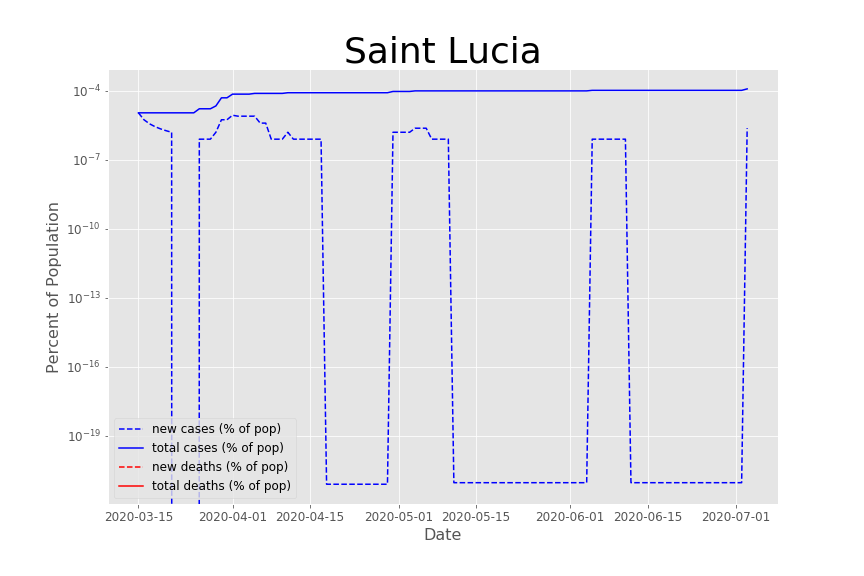 Saint Lucia
Percent of Population
10⁻⁴
10⁻⁷
10⁻¹⁰
10⁻¹³
10⁻¹⁶
10⁻¹⁹
new cases (% of pop)
total cases (% of pop)
new deaths (% of pop)
total deaths (% of pop)
2020-03-15 2020-04-01 2020-04-15 2020-05-01 2020-05-15 2020-06-01 2020-06-15 2020-07-01
Date